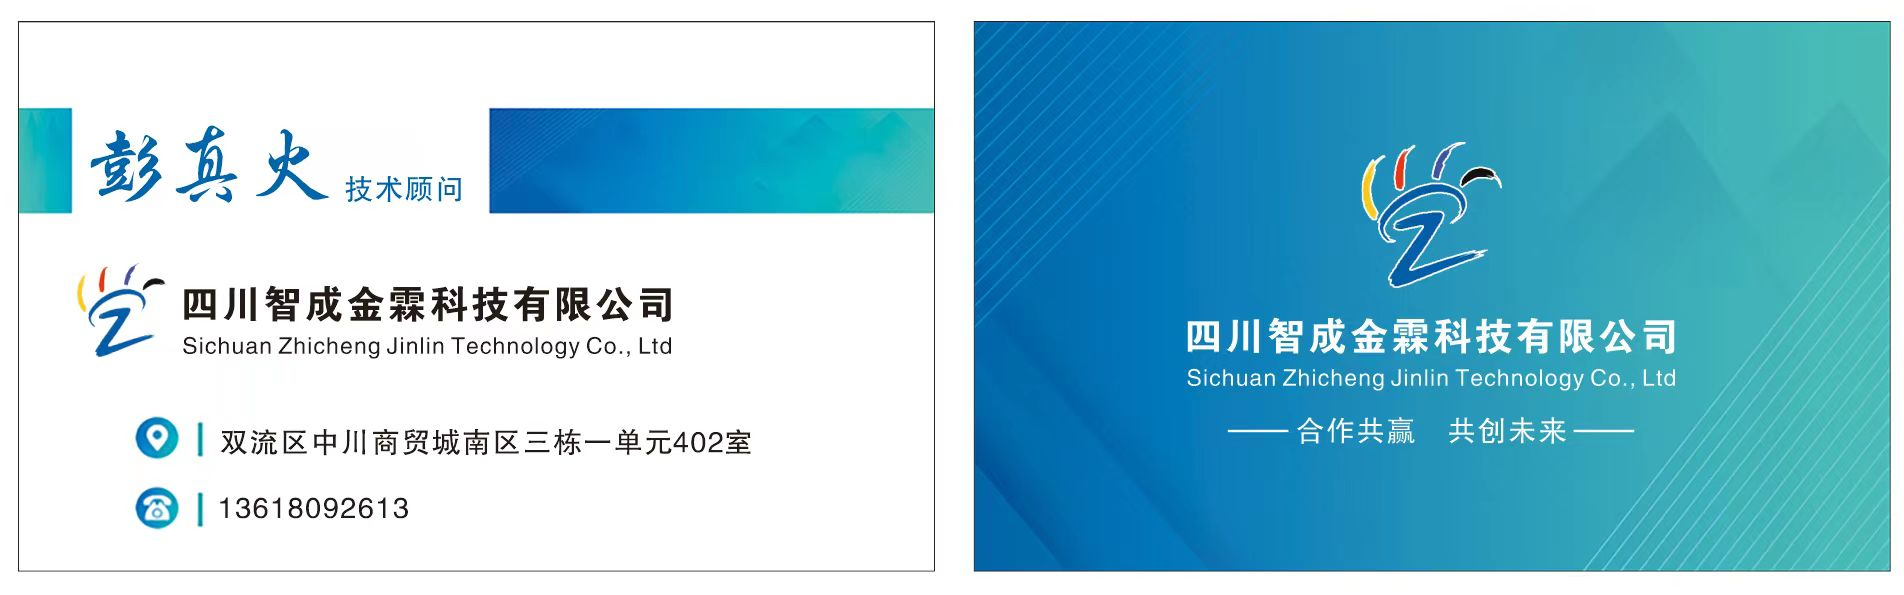 彭真火 技术顾问
四川智成金霖科技有限公司
Sichuan Zhicheng Jinlin Technology Co., Ltd
双流区中川商贸城南区三栋一单元402室
13618092613
四川智成金霖科技有限公司
Sichuan Zhicheng Jinlin Technology Co., Ltd
——合作共赢 共创未来——